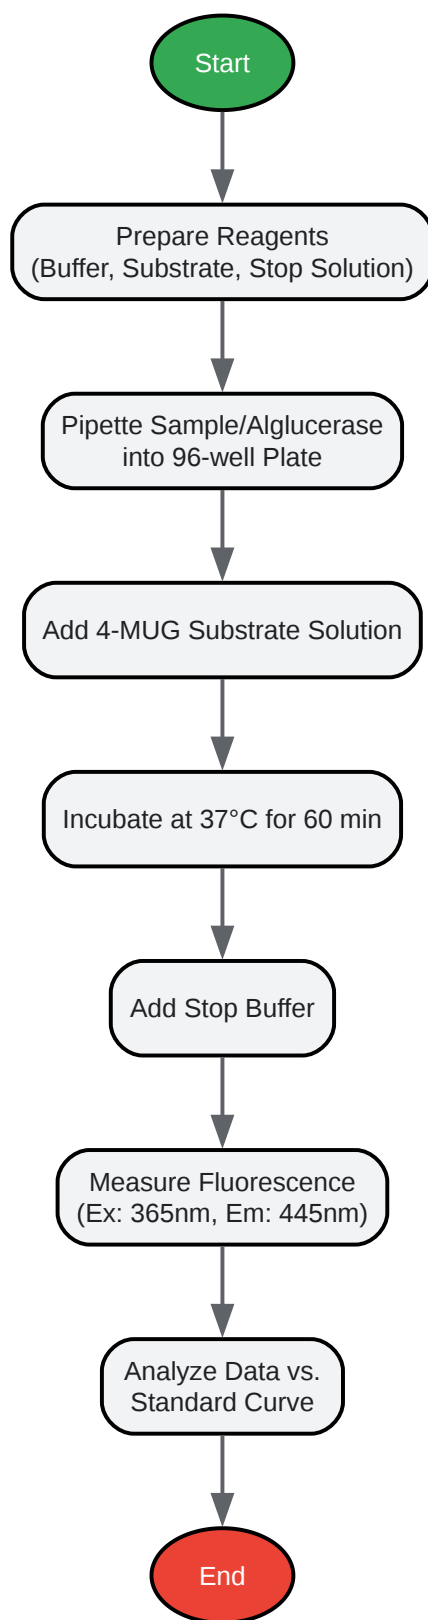 Start
Prepare Reagents
(Buffer, Substrate, Stop Solution)
Pipette Sample/Alglucerase
into 96-well Plate
Add 4-MUG Substrate Solution
Incubate at 37°C for 60 min
Add Stop Buffer
Measure Fluorescence
(Ex: 365nm, Em: 445nm)
Analyze Data vs.
Standard Curve
End